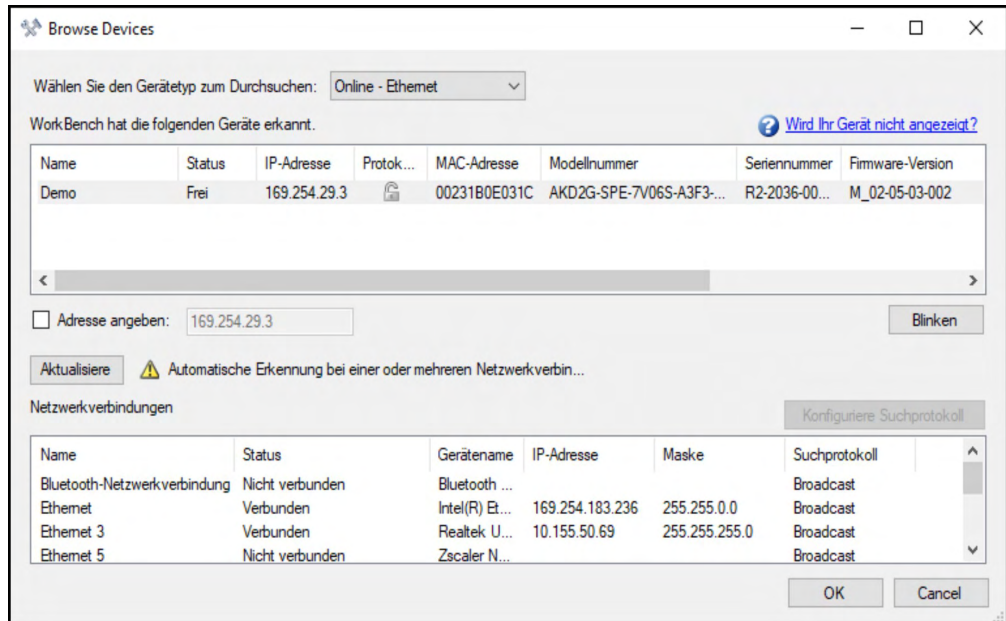 Browse Devices
Wählen Sie den Gerätetyp zum Durchsuchen: Online - Ethernet
WorkBench hat die folgenden Geräte erkannt. Wird Ihr Gerät nicht angezeigt?
Name Status IP-Adresse Protok... MAC-Adresse Modellnummer Seriennummer Firmware-Version
Demo Frei 169.254.29.3 00231B0E031C AKD2G-SPE-7V06S-A3F3-... R2-2036-00... M_02-05-03-002
Adresse angeben: 169.254.29.3 Blinken
Aktualisiere Automatische Erkennung bei einer oder mehreren Netzwerkverbin...
Netzwerkverbindungen Konfiguriere Suchprotokoll
Name Status Gerätename IP-Adresse Maske Suchprotokoll
Bluetooth-Netzwerkverbindung Nicht verbunden Bluetooth ... Broadcast
Ethernet Verbunden Intel(R) Et... 169.254.183.236 255.255.0.0 Broadcast
Ethernet 3 Verbunden Realtek U... 10.155.50.69 255.255.255.0 Broadcast
Ethernet 5 Nicht verbunden Zscaler N... Broadcast
OK Cancel